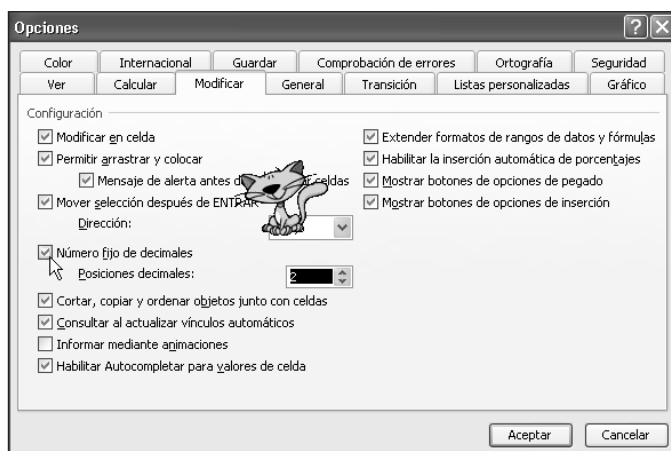 Opciones
Color Internacional Guardar Comprobación de errores Ortografía Seguridad
Ver Calcular Modificar General Transición Listas personalizadas Gráfico
Configuración
Modificar en celda
Permitir arrastrar y colocar
Mensaje de alerta antes celdas
Mover selección después de ENTRAR
Dirección:
Número fijo de decimales
Posiciones decimales: 2
Cortar, copiar y ordenar objetos junto con celdas
Consultar al actualizar vínculos automáticos
Informar mediante animaciones
Habilitar Autocompletar para valores de celda
Extender formatos de rangos de datos y fórmulas
Habilitar la inserción automática de porcentajes
Mostrar botones de opciones de pegado
Mostrar botones de opciones de inserción
Aceptar Cancelar